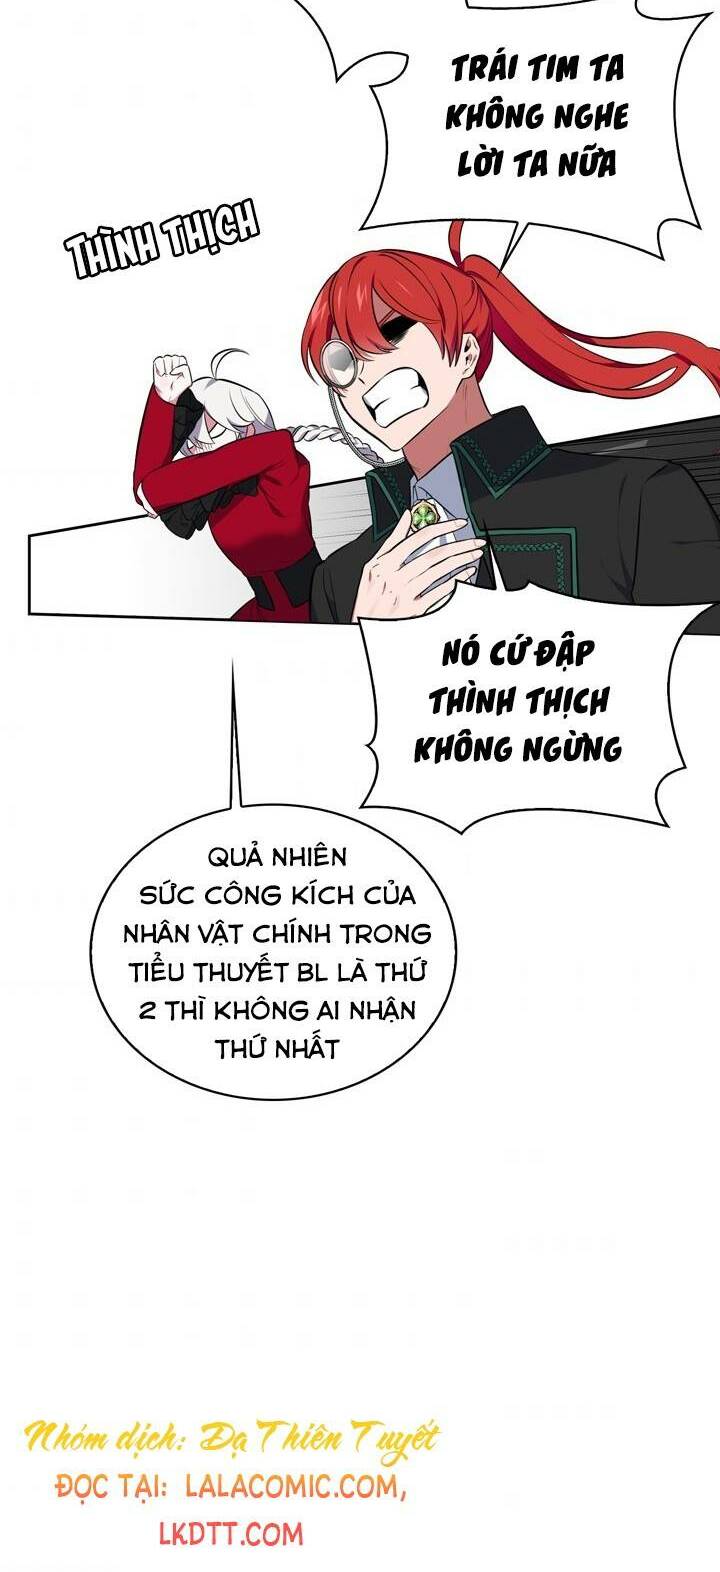 TRÁI TIM TA
KHÔNG NGHE
LỜI TA NỮA
THÌNH THỊCH
NÓ CỨ ĐẬP
THÌNH THỊCH
KHÔNG NGỪNG
QUẢ NHIÊN
SỨC CÔNG KÍCH CỦA
NHÂN VẬT CHÍNH TRONG
TIỂU THUYẾT BL LÀ THỨ
2 THÌ KHÔNG AI NHẬN
THỨ NHẤT
Nhóm dịch: Dạ Thiên Tuyết
ĐỌC TẠI: LALACOMIC.COM,
LKDTT.COM